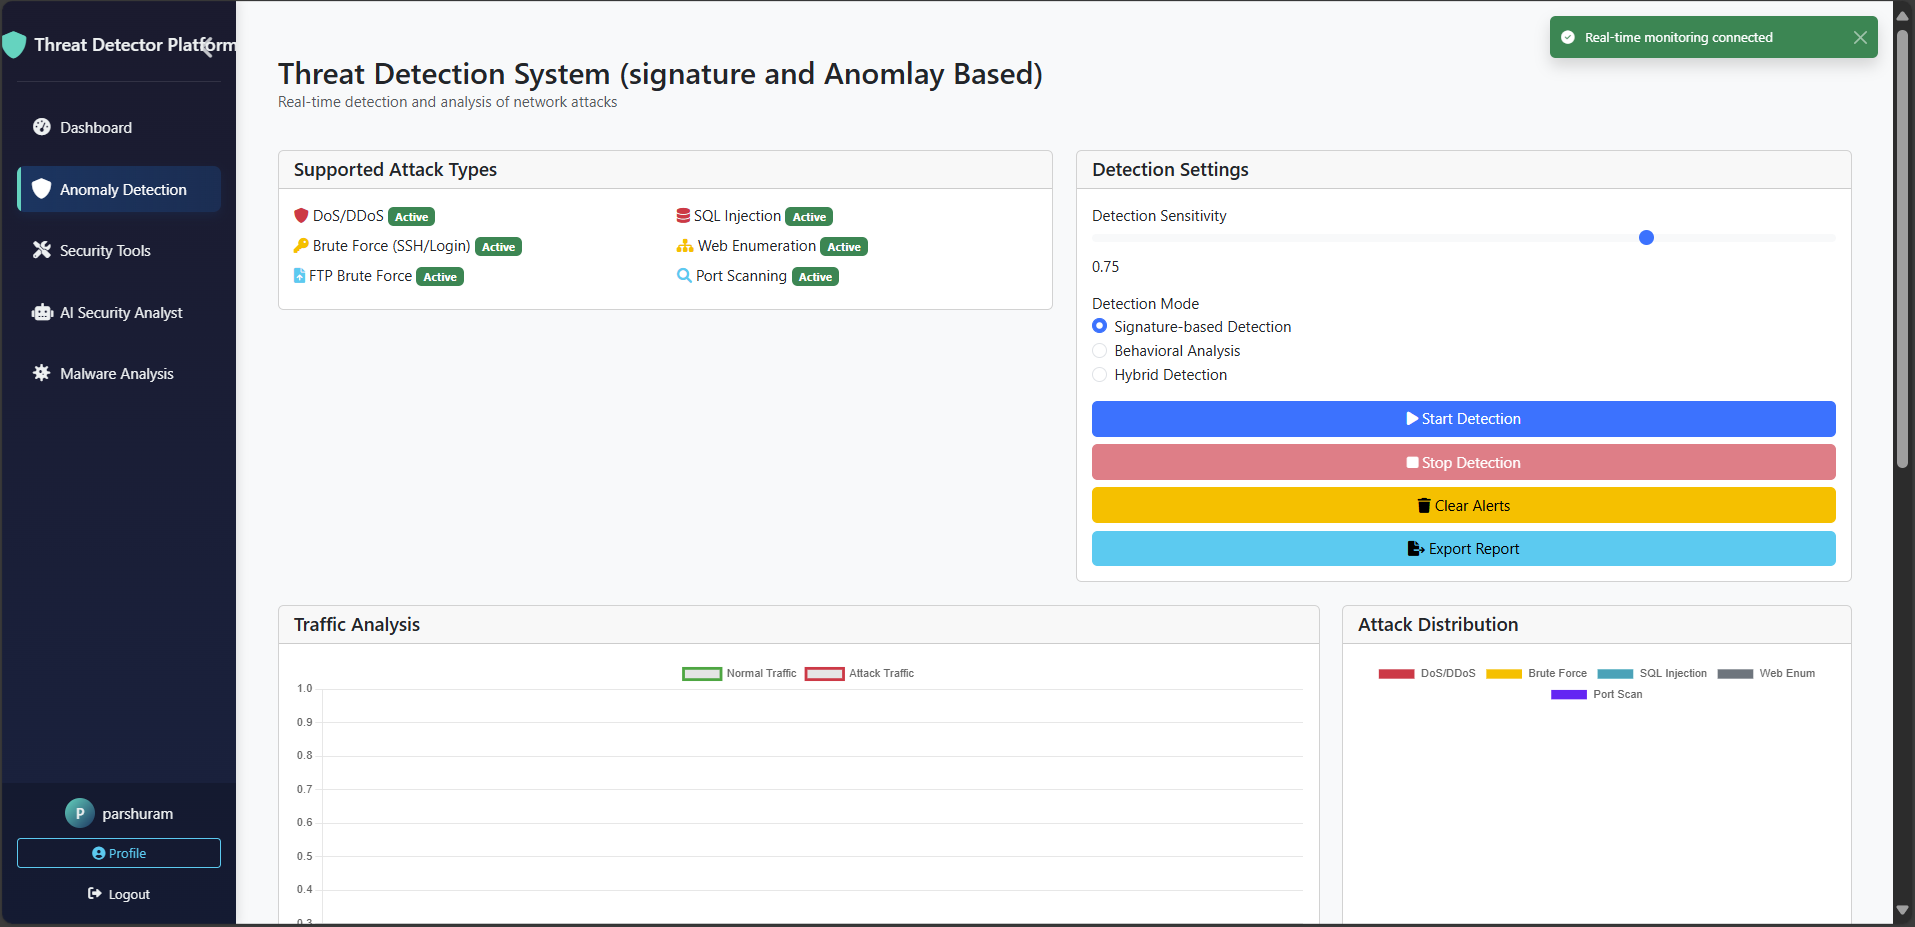 Threat Detector Platform
Dashboard
Anomaly Detection
Security Tools
AI Security Analyst
Malware Analysis
P parshuram
Profile
Logout
Real-time monitoring connected
Threat Detection System (signature and Anomlay Based)
Real-time detection and analysis of network attacks
Supported Attack Types
DoS/DDoS Active
SQL Injection Active
Brute Force (SSH/Login) Active
Web Enumeration Active
FTP Brute Force Active
Port Scanning Active
Detection Settings
Detection Sensitivity
0.75
Detection Mode
Signature-based Detection
Behavioral Analysis
Hybrid Detection
Start Detection
Stop Detection
Clear Alerts
Export Report
Traffic Analysis
Normal Traffic Attack Traffic
1.0
0.9
0.8
0.7
0.6
0.5
0.4
0.3
Attack Distribution
DoS/DDoS Brute Force SQL Injection Web Enum
Port Scan